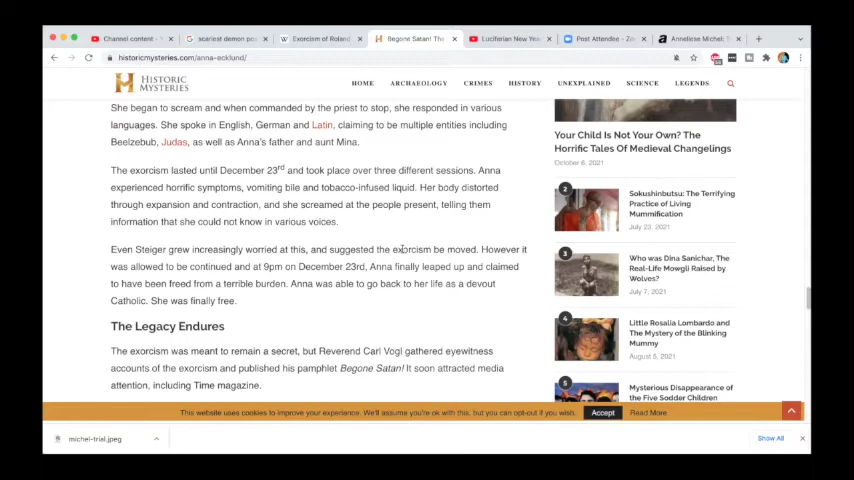 Channel content -
scariest demon pos
Exorcism of Roland
Begone Satan! The
Luciferian New Year
Post Attendee - Zo
Anneliese Michel: S
historicmysteries.com/anna-ecklund/
HISTORIC
MYSTERIES
HOME
ARCHAEOLOGY
CRIMES
HISTORY
UNEXPLAINED
SCIENCE
LEGENDS
She began to scream and when commanded by the priest to stop, she responded in various
languages. She spoke in English, German and Latin, claiming to be multiple entities including
Beelzebub, Judas, as well as Anna's father and aunt Mina.
The exorcism lasted until December 23rd and took place over three different sessions. Anna
experienced horrific symptoms, vomiting bile and tobacco-infused liquid. Her body distorted
through expansion and contraction, and she screamed at the people present, telling them
information that she could not know in various voices.
Even Steiger grew increasingly worried at this, and suggested the exorcism be moved. However it
was allowed to be continued and at 9pm on December 23rd, Anna finally leaped up and claimed
to have been freed from a terrible burden. Anna was able to go back to her life as a devout
Catholic. She was finally free.
The Legacy Endures
The exorcism was meant to remain a secret, but Reverend Carl Vogl gathered eyewitness
accounts of the exorcism and published his pamphlet Begone Satan! It soon attracted media
attention, including Time magazine.
Your Child Is Not Your Own? The
Horrific Tales Of Medieval Changelings
October 6, 2021
2
Sokushinbutsu: The Terrifying
Practice of Living
Mummification
July 23, 2021
3
Who was Dina Sanichar, The
Real-Life Mowgli Raised by
Wolves?
July 7, 2021
4
Little Rosalia Lombardo and
The Mystery of the Blinking
Mummy
August 6, 2021
5
Mysterious Disappearance of
the Five Sodder Children
This website uses cookies to improve your experience. We'll assume you're ok with this, but you can opt-out if you wish.
Accept
Read More
michel-trial.jpeg
Show All